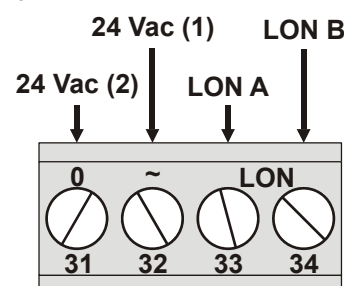 24 Vac (1) LON B
24 Vac (2) LON A
0 ~ LON
31 32 33 34